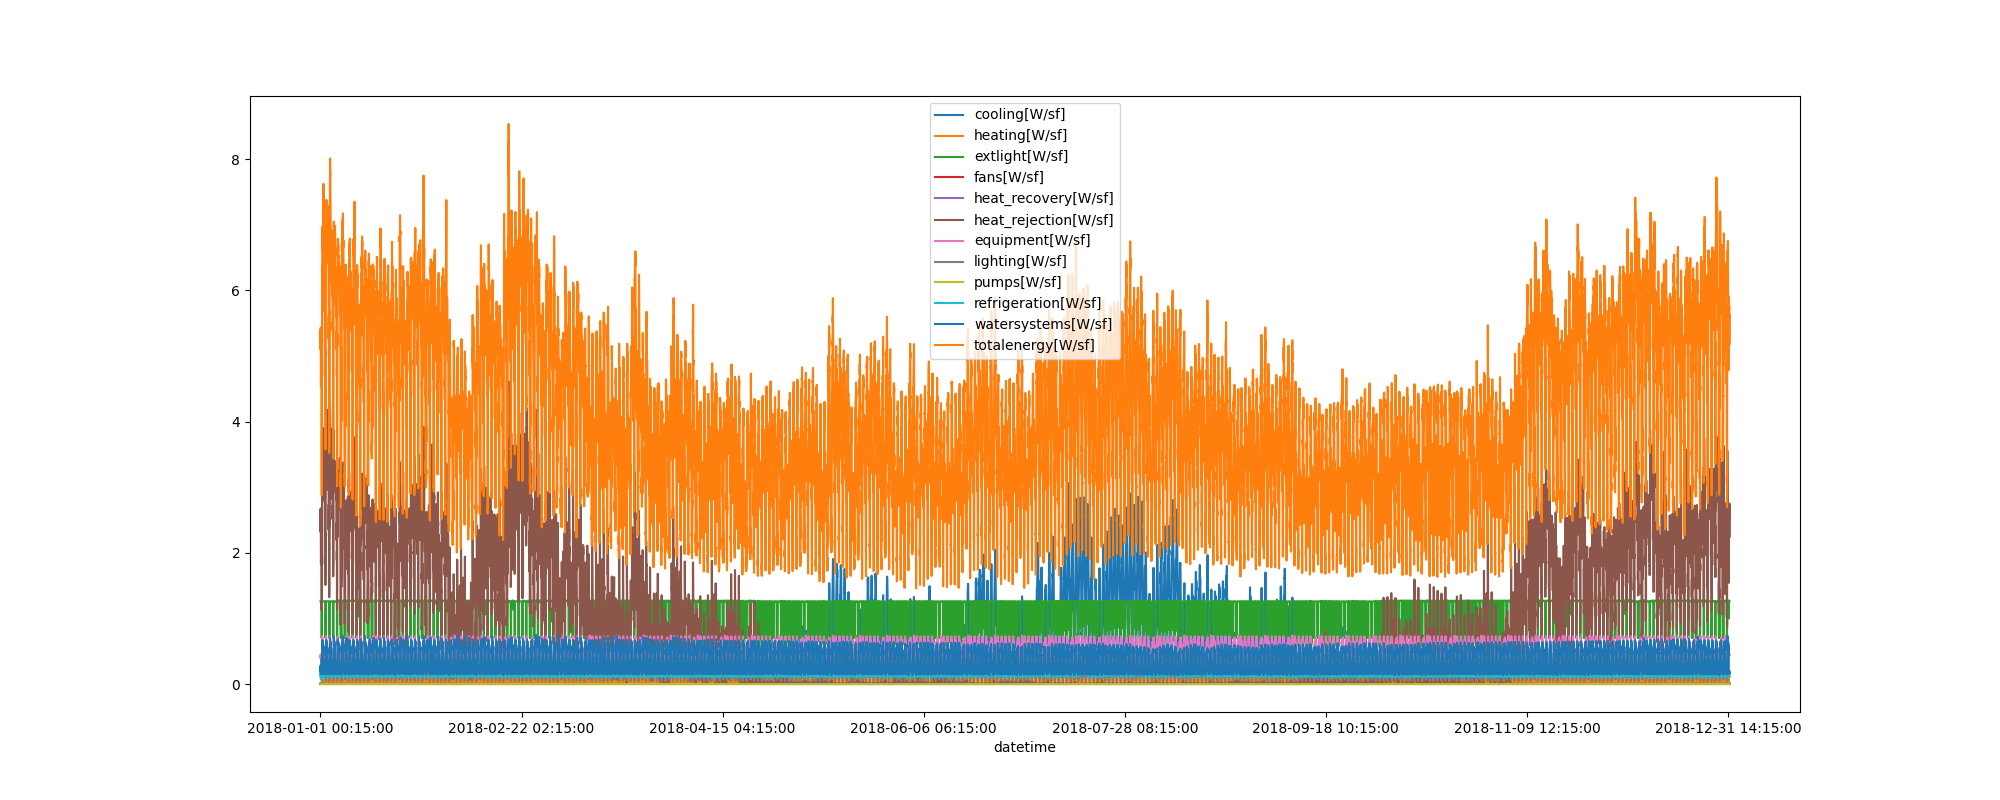 cooling[W/sf]
heating[W/sf]
extlight[W/sf]
fans[W/sf]
heat_recovery[W/sf]
heat_rejection[W/sf]
equipment[W/sf]
lighting[W/sf]
pumps[W/sf]
refrigeration[W/sf]
watersystems[W/sf]
totalenergy[W/sf]
8
6
4
2
0
2018-01-01 00:15:00 2018-02-22 02:15:00 2018-04-15 04:15:00 2018-06-06 06:15:00 2018-07-28 08:15:00 2018-09-18 10:15:00 2018-11-09 12:15:00 2018-12-31 14:15:00
datetime